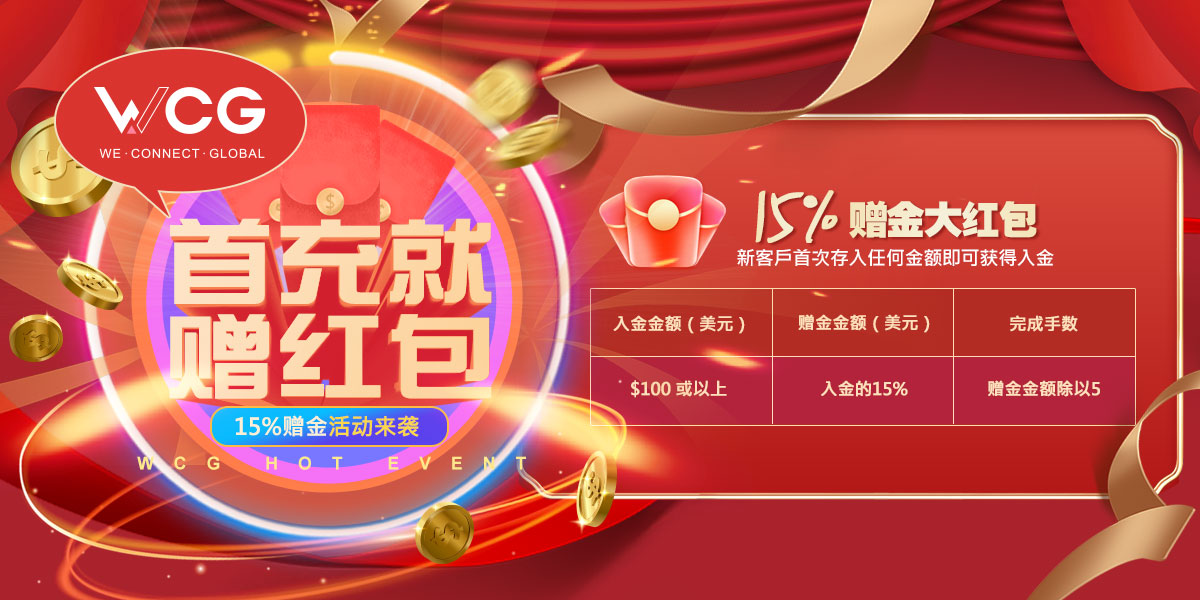 WCG
WE·CONNECT·GLOBAL
首充就
赠红包
15%赠金活动来袭
WCG HOT EVENT
15% 赠金大红包
新客戶首次存入任何金额即可获得入金
入金金额（美元） 赠金金额（美元） 完成手数
$100 或以上 入金的15% 赠金金额除以5